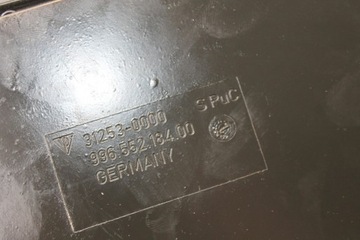 31253-0000 S PuC
996.552.184.00
GERMANY